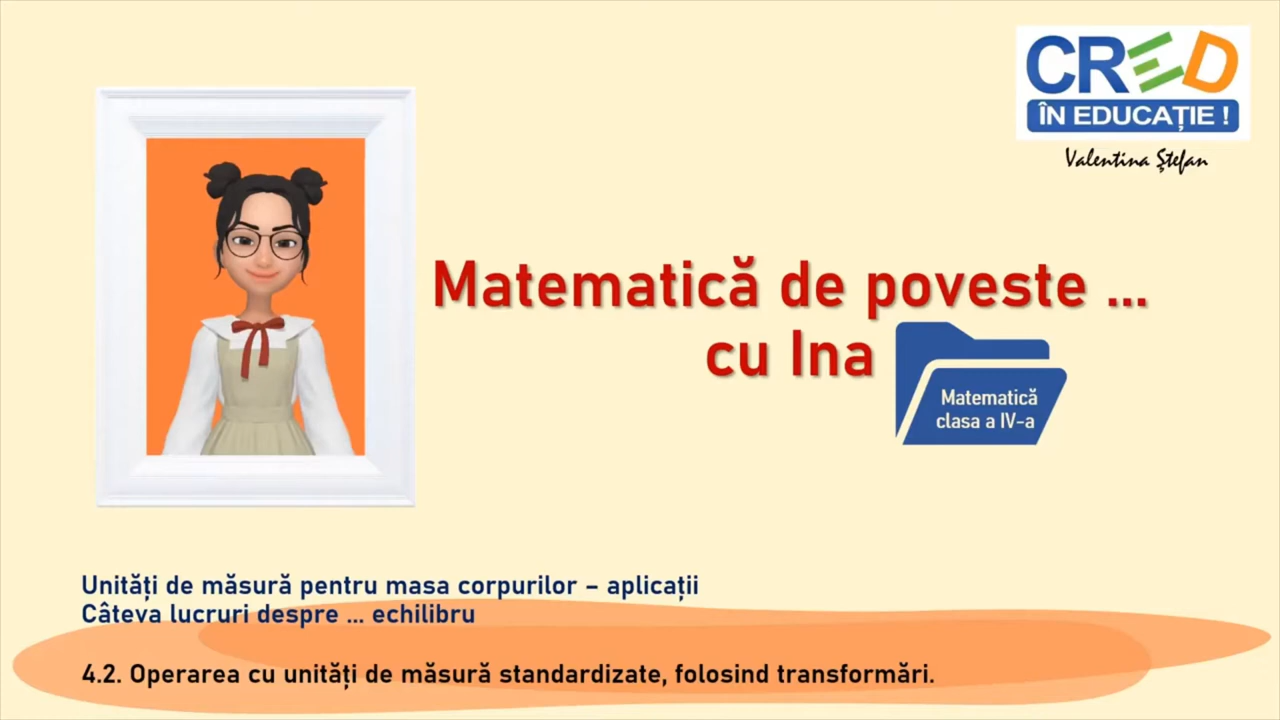 CRED
ÎN EDUCAȚIE !
Valentina Ștefan
Matematică de poveste ...
cu Ina
Matematică
clasa a IV-a
Unități de măsură pentru masa corpurilor – aplicații
Câteva lucruri despre ... echilibru
4.2. Operarea cu unități de măsură standardizate, folosind transformări.